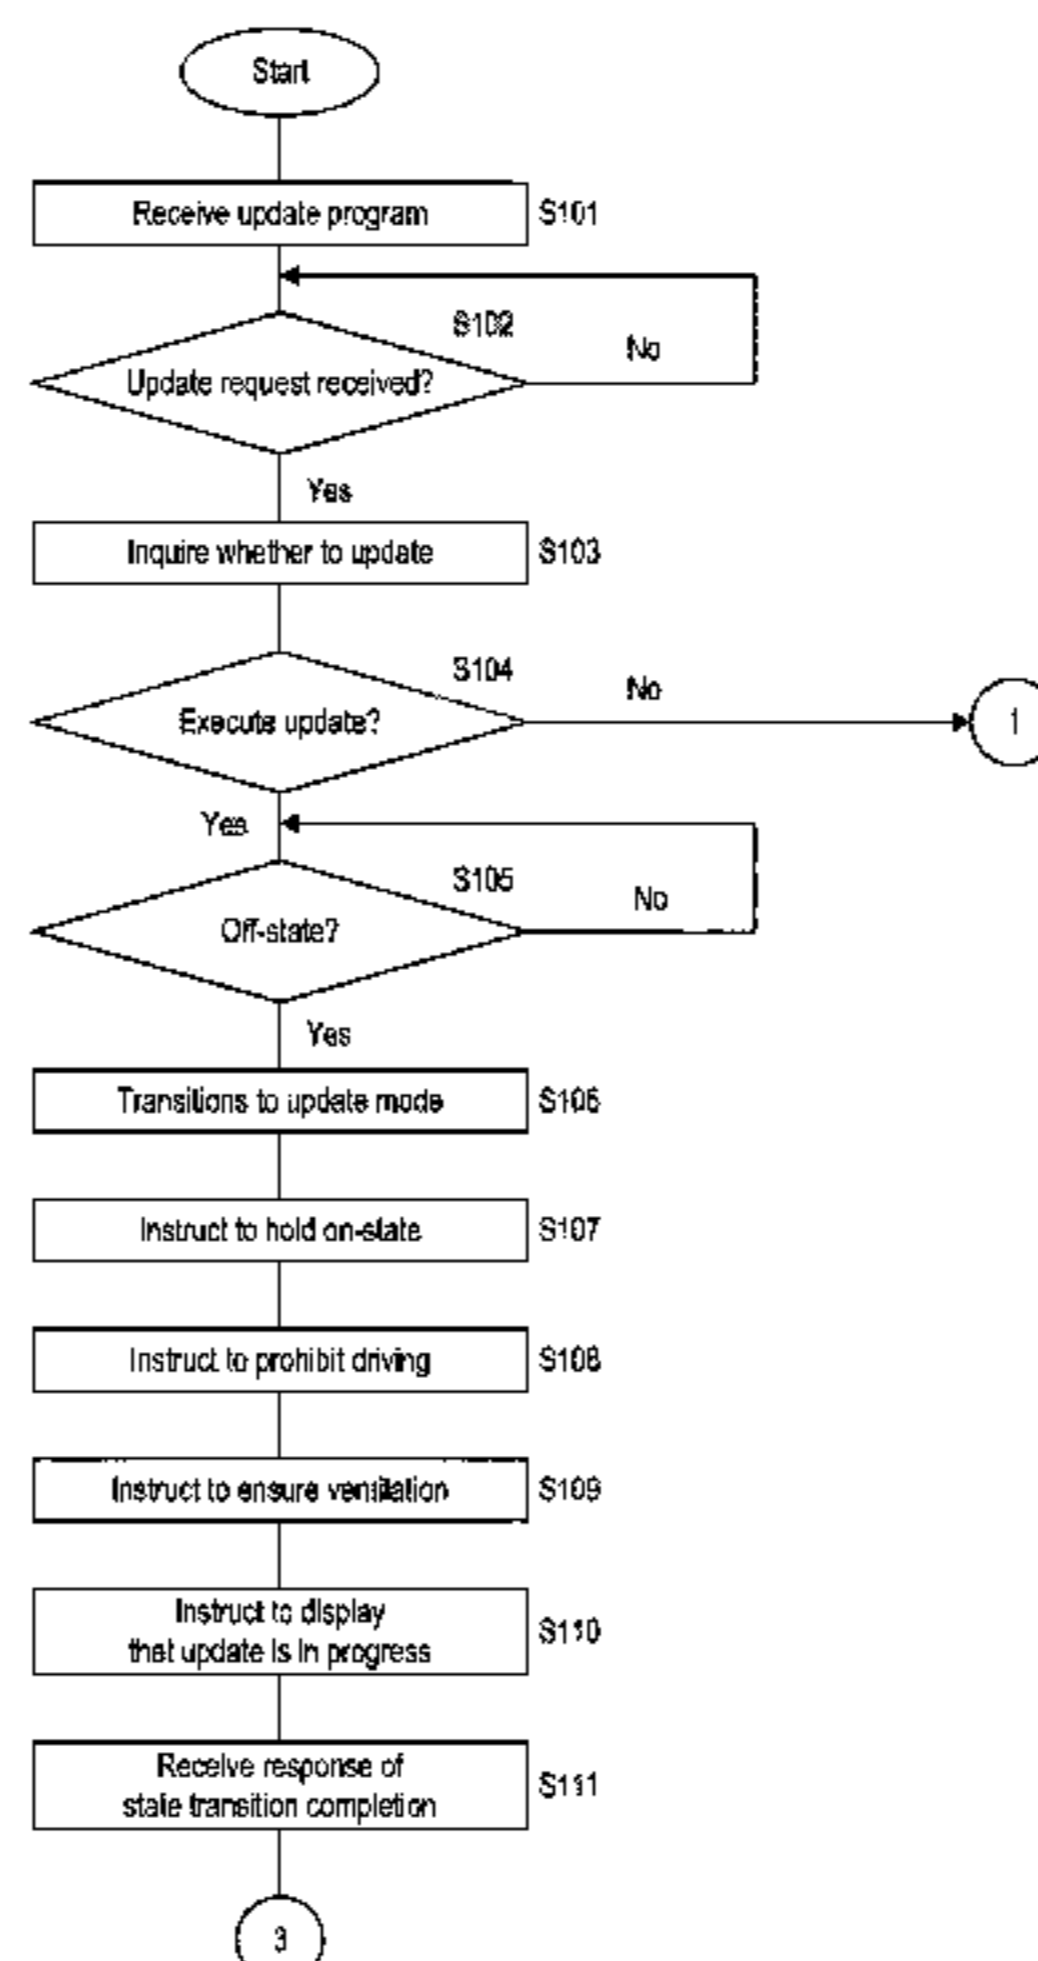 Start
Receive update program
S101
S102
No
Update request received?
Yes
Inquire whether to update
S103
S104
No
Execute update?
1
Yes
S105
No
Off-state?
Yes
Transitions to update mode
S106
Instruct to hold on-state
S107
Instruct to prohibit driving
S108
Instruct to ensure ventilation
S109
Instruct to display
that update is in progress
S110
Receive response of
state transition completion
S111
3